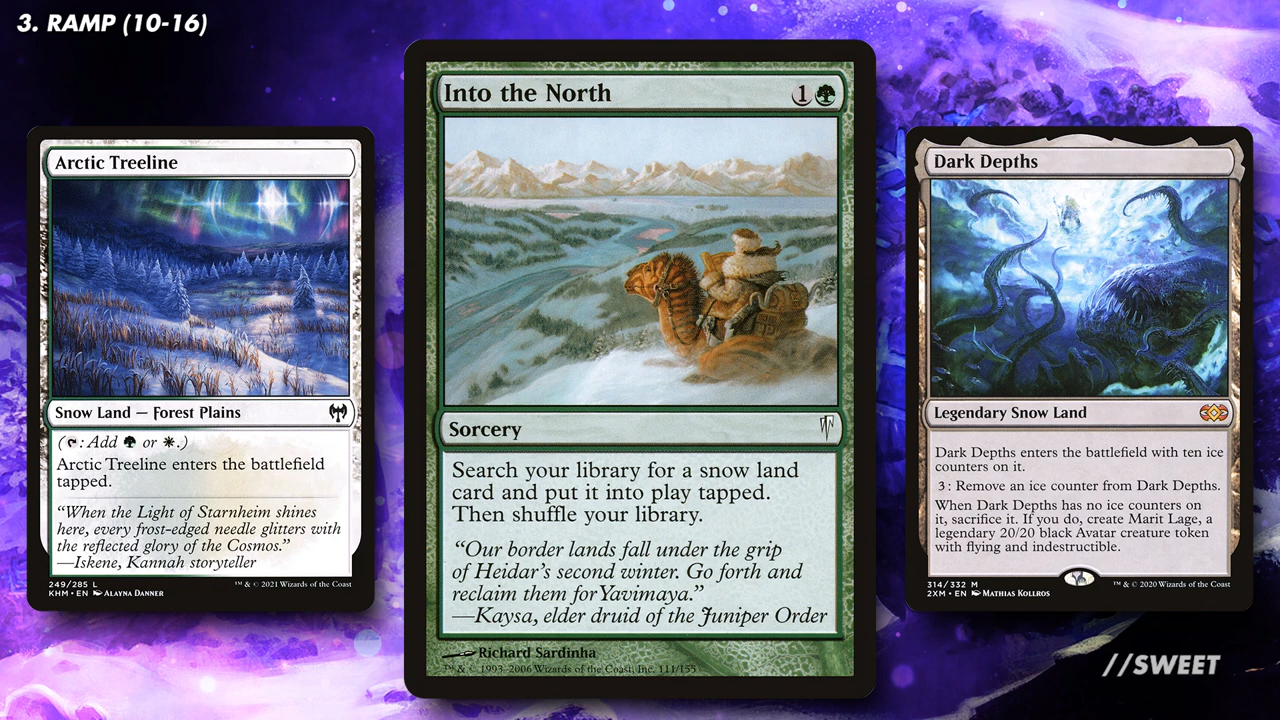 3. RAMP (10-16)
Arctic Treeline
Snow Land — Forest Plains
( : Add or .)
Arctic Treeline enters the battlefield
tapped.
“When the Light of Starnheim shines
here, every frost-edged needle glitters with
the reflected glory of the Cosmos.”
—Iskene, Kannah storyteller
249/285 L
KHM • EN Alayna Danner
™ & © 2021 Wizards of the Coast
Into the North
1
Sorcery
Search your library for a snow land
card and put it into play tapped.
Then shuffle your library.
“Our border lands fall under the grip
of Heidar’s second winter. Go forth and
reclaim them for Yavimaya.”
—Kaysa, elder druid of the Juniper Order
Richard Sardinha
™ & © 1993–2006 Wizards of the Coast, Inc. 111/155
Dark Depths
Legendary Snow Land
Dark Depths enters the battlefield with ten ice
counters on it.
3: Remove an ice counter from Dark Depths.
When Dark Depths has no ice counters on
it, sacrifice it. If you do, create Marit Lage, a
legendary 20/20 black Avatar creature token
with flying and indestructible.
314/332 M
2XM • EN Mathias Kollros
™ & © 2020 Wizards of the Coast
//SWEET